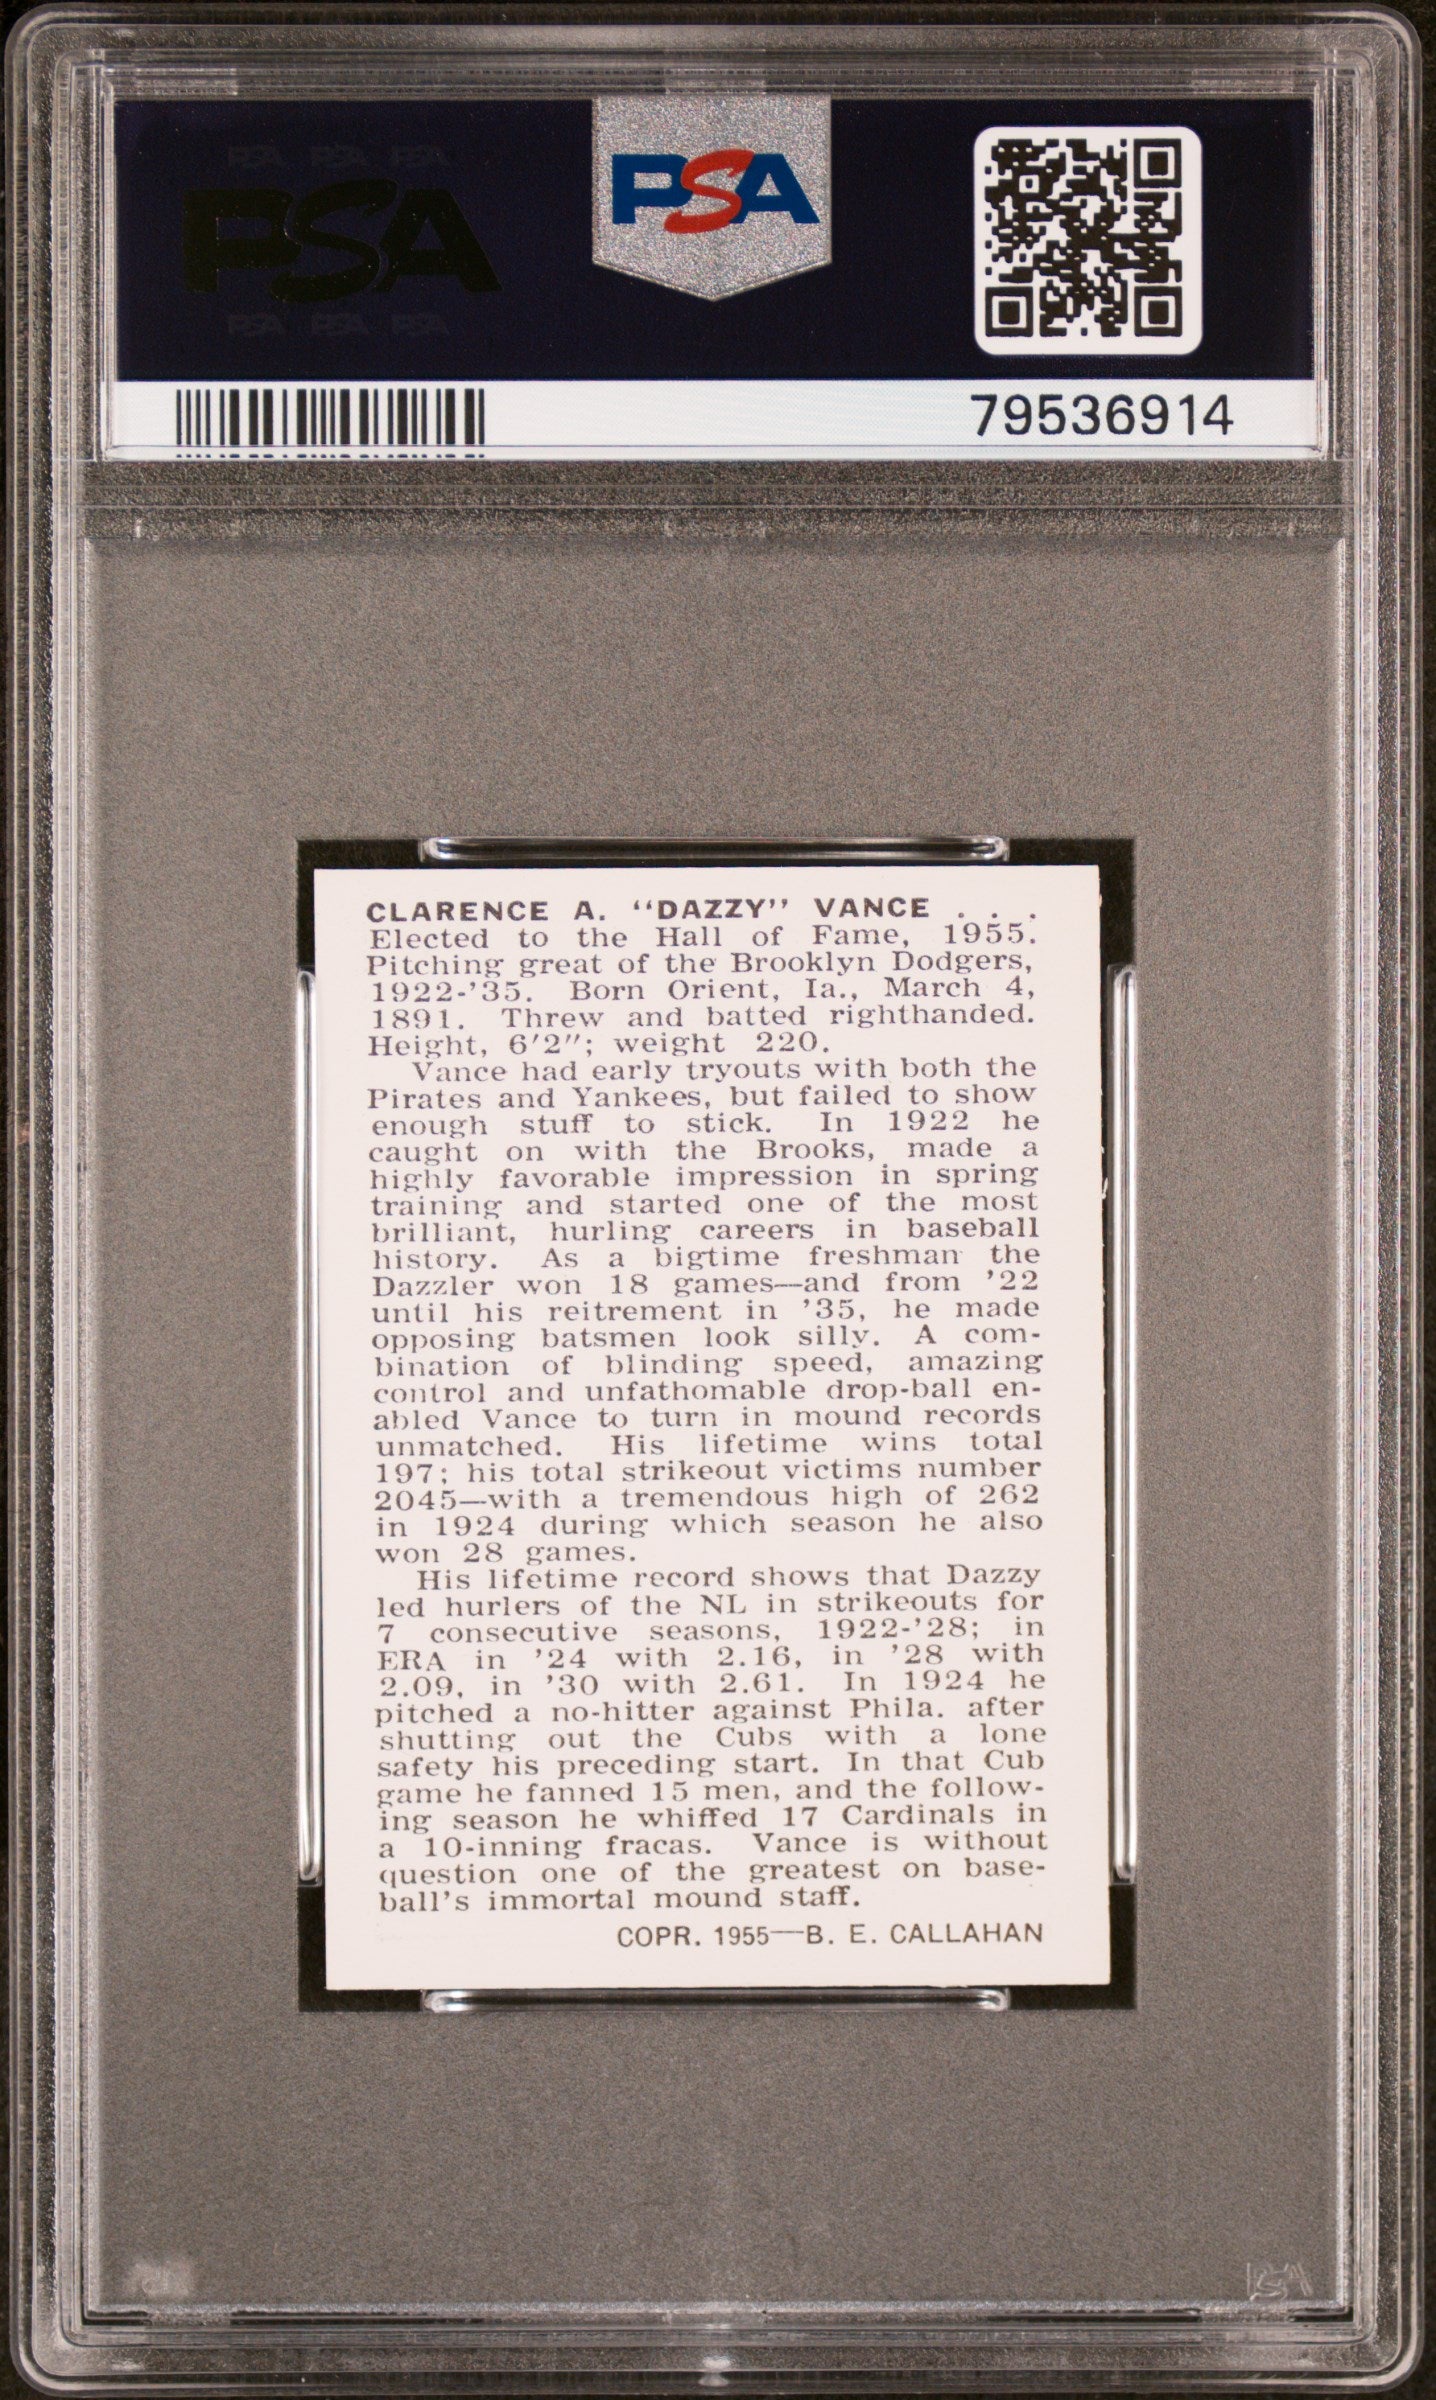 PSA PSA PSA
PSA
PSA PSA PSA
PSA
79536914
CLARENCE A. “DAZZY” VANCE . . .
Elected to the Hall of Fame, 1955.
Pitching great of the Brooklyn Dodgers,
1922-’35. Born Orient, Ia., March 4,
1891. Threw and batted righthanded.
Height, 6′2″; weight 220.
Vance had early tryouts with both the
Pirates and Yankees, but failed to show
enough stuff to stick. In 1922 he
caught on with the Brooks, made a
highly favorable impression in spring
training and started one of the most
brilliant, hurling careers in baseball
history. As a bigtime freshman the
Dazzler won 18 games—and from ’22
until his reitrement in ’35, he made
opposing batsmen look silly. A com-
bination of blinding speed, amazing
control and unfathomable drop-ball en-
abled Vance to turn in mound records
unmatched. His lifetime wins total
197; his total strikeout victims number
2045—with a tremendous high of 262
in 1924 during which season he also
won 28 games.
His lifetime record shows that Dazzy
led hurlers of the NL in strikeouts for
7 consecutive seasons, 1922-’28; in
ERA in ’24 with 2.16, in ’28 with
2.09, in ’30 with 2.61. In 1924 he
pitched a no-hitter against Phila. after
shutting out the Cubs with a lone
safety his preceding start. In that Cub
game he fanned 15 men, and the follow-
ing season he whiffed 17 Cardinals in
a 10-inning fracas. Vance is without
question one of the greatest on base-
ball’s immortal mound staff.
COPR. 1955—B. E. CALLAHAN
PSA